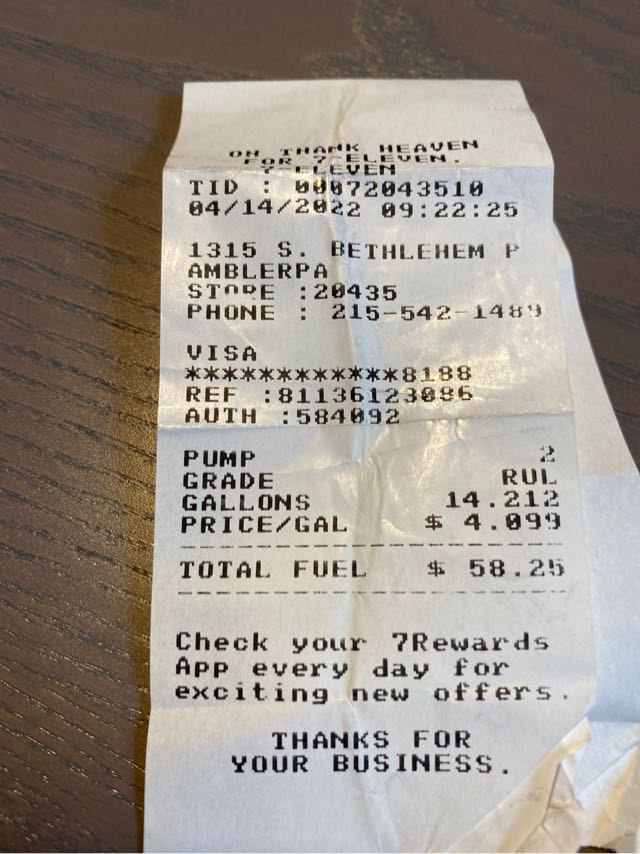 OH THANK HEAVEN
FOR 7-ELEVEN.
7-ELEVEN
TID : 00072043510
04/14/2022 09:22:25
1315 S. BETHLEHEM P
AMBLERPA
STORE :20435
PHONE : 215-542-1489
VISA
************8188
REF :81136123086
AUTH :584092
PUMP 2
GRADE RUL
GALLONS 14.212
PRICE/GAL $ 4.099
TOTAL FUEL $ 58.25
Check your 7Rewards
App every day for
exciting new offers.
THANKS FOR
YOUR BUSINESS.